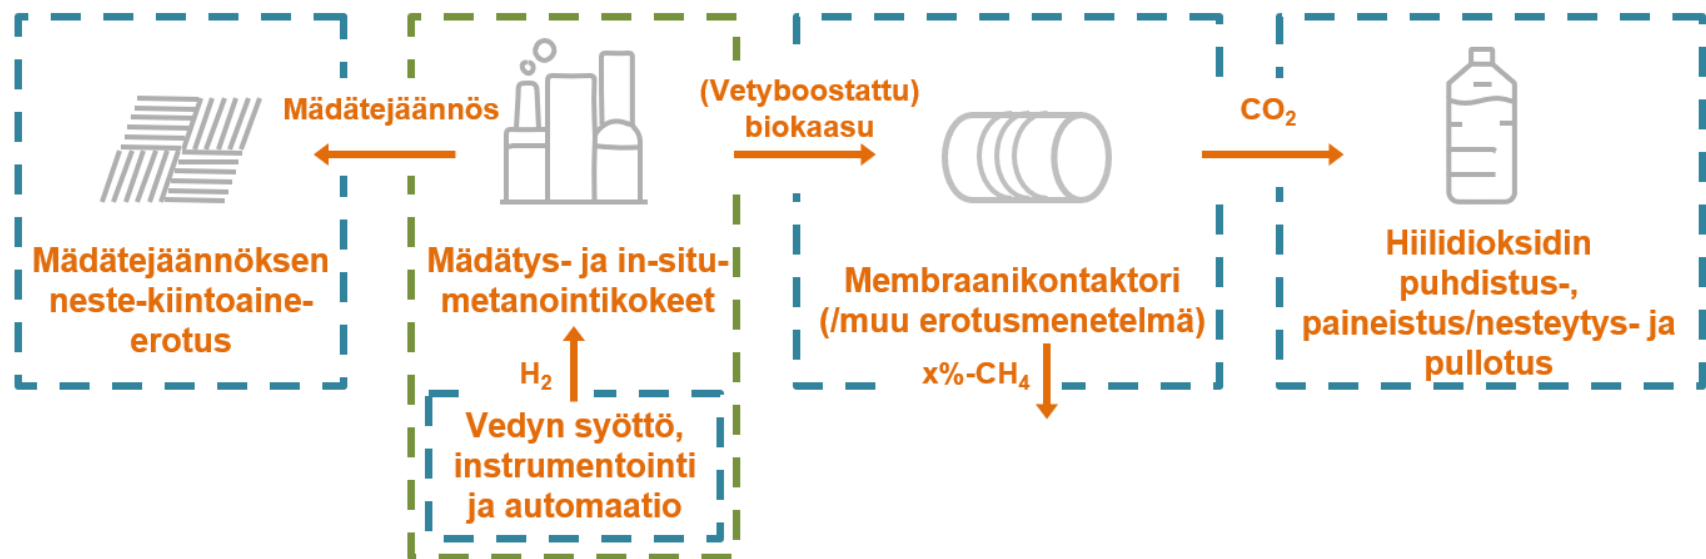 Mädätejäännös
Mädätejäännöksen
neste-kiintoaine-
erotus
Mädätys- ja in-situ-
metanointikokeet
H₂
Vedyn syöttö,
instrumentointi
ja automaatio
(Vetyboostattu)
biokaasu
Membraanikontaktori
(/muu erotusmenetelmä)
x%-CH₄
CO₂
Hiilidioksidin
puhdistus-,
paineistus/nesteytys- ja
pullotus